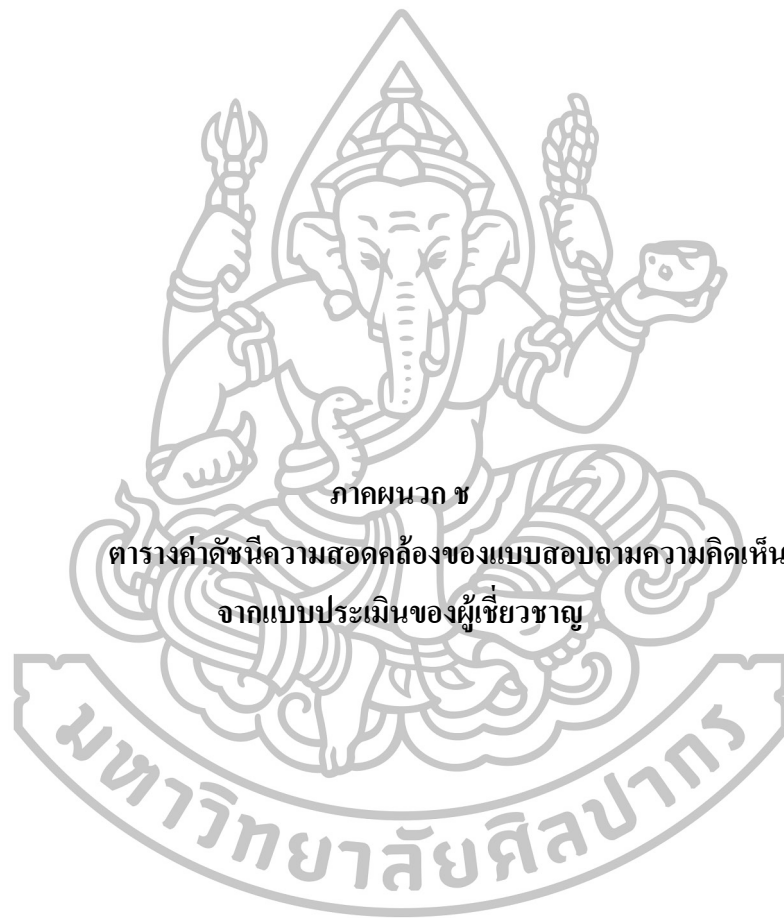 ภาคผนวก ช
ตารางค่าดัชนีความสอดคล้องของแบบสอบถามความคิดเห็น
จากแบบประเมินของผู้เชี่ยวชาญ
มหาวิทยาลัยศิลปากร